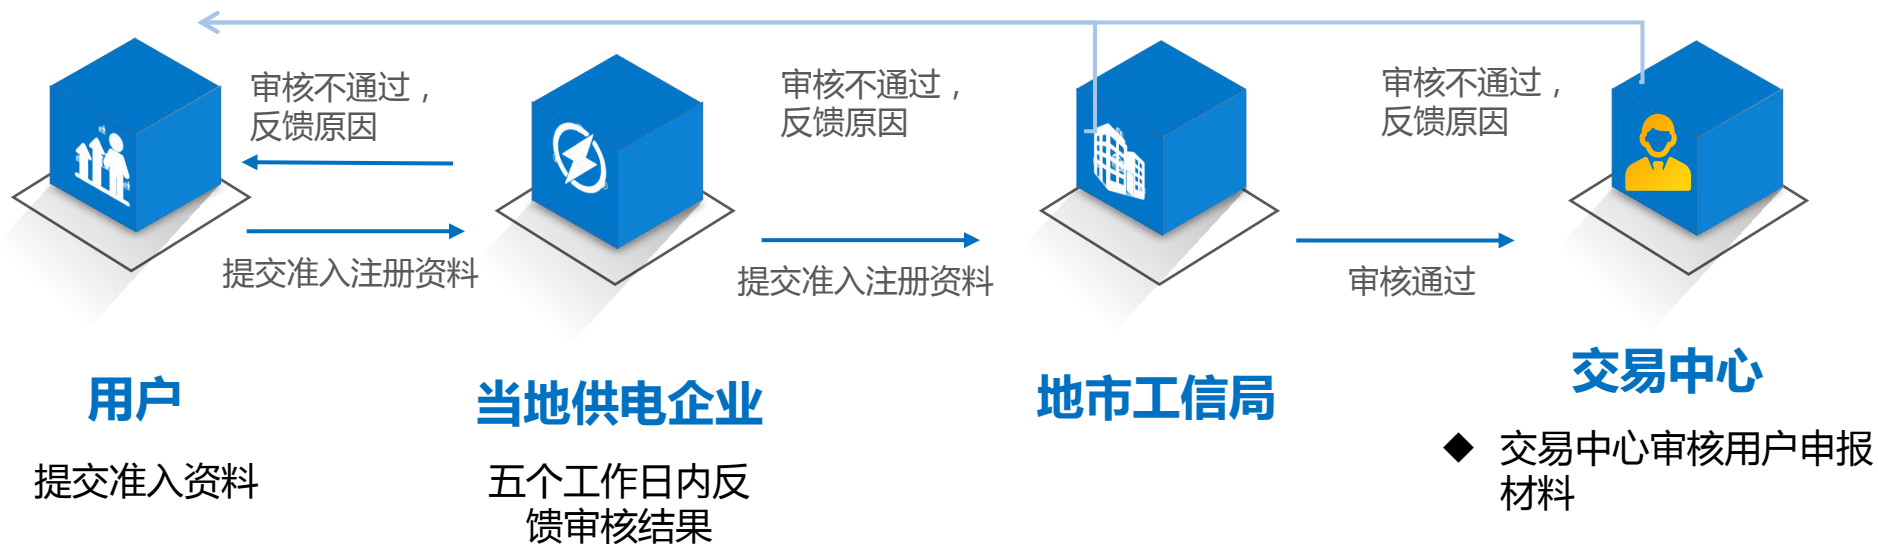 审核不通过，
反馈原因
审核不通过，
反馈原因
审核不通过，
反馈原因
提交准入注册资料
提交准入注册资料
审核通过
用户
当地供电企业
地市工信局
交易中心
提交准入资料
五个工作日内反
馈审核结果
◆ 交易中心审核用户申报
材料